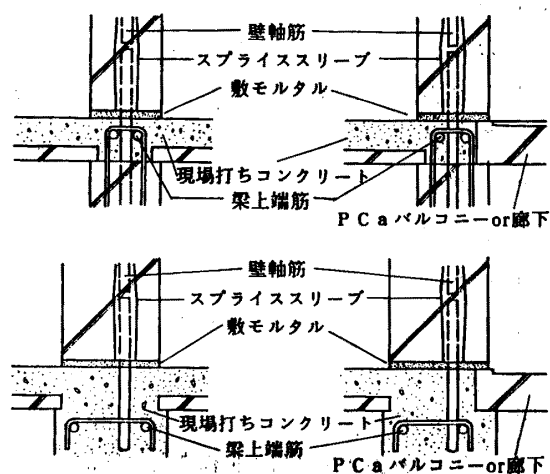 壁軸筋
スプライススリーブ
敷モルタル
現場打ちコンクリート
梁上端筋
PCaバルコニーor廊下
壁軸筋
スプライススリーブ
敷モルタル
現場打ちコンクリート
梁上端筋
PCaバルコニーor廊下